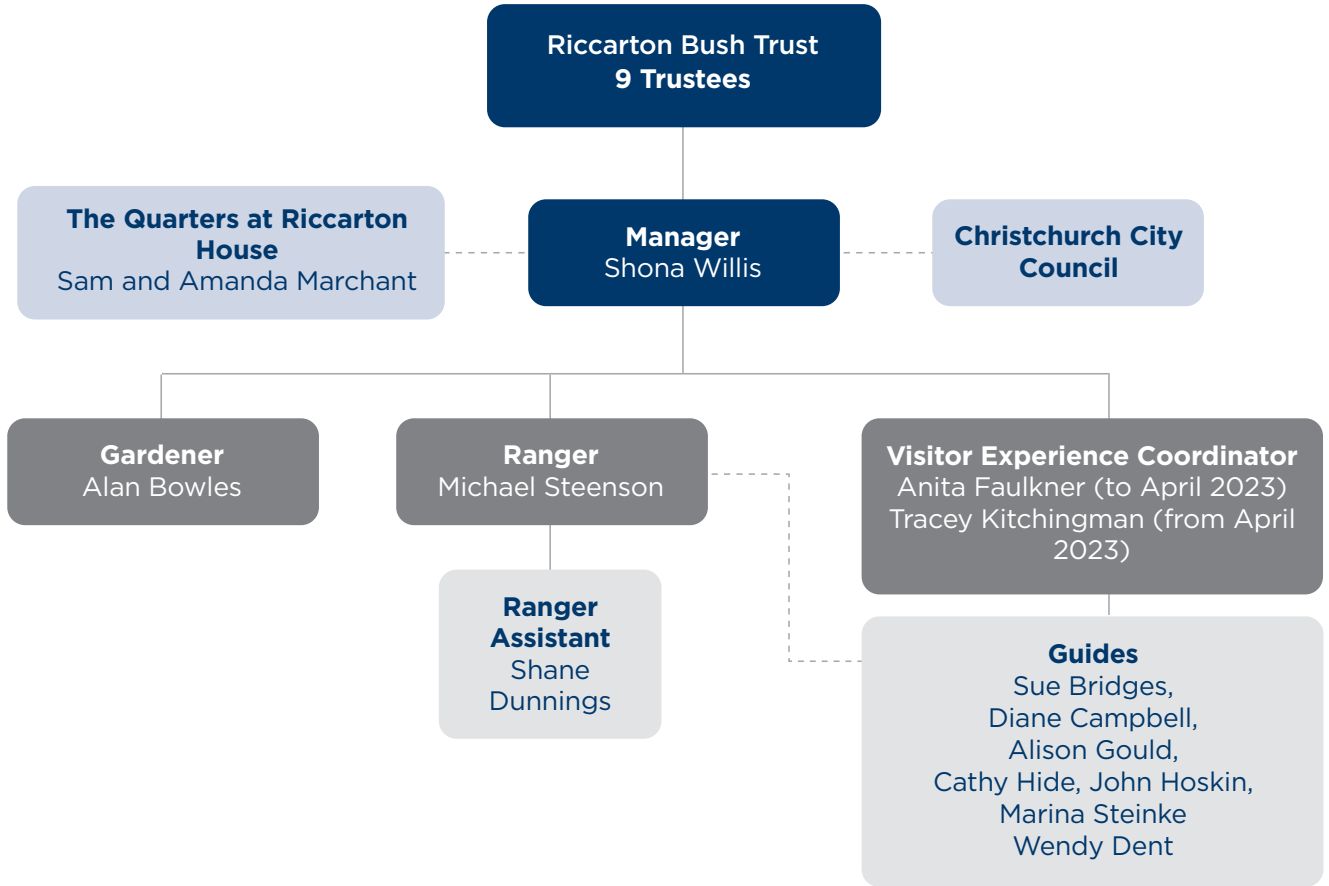 Riccarton Bush Trust
9 Trustees
The Quarters at Riccarton
House
Sam and Amanda Marchant
Manager
Shona Willis
Christchurch City
Council
Gardener
Alan Bowles
Ranger
Michael Steenson
Visitor Experience Coordinator
Anita Faulkner (to April 2023)
Tracey Kitchingman (from April
2023)
Ranger
Assistant
Shane
Dunnings
Guides
Sue Bridges,
Diane Campbell,
Alison Gould,
Cathy Hide, John Hoskin,
Marina Steinke
Wendy Dent